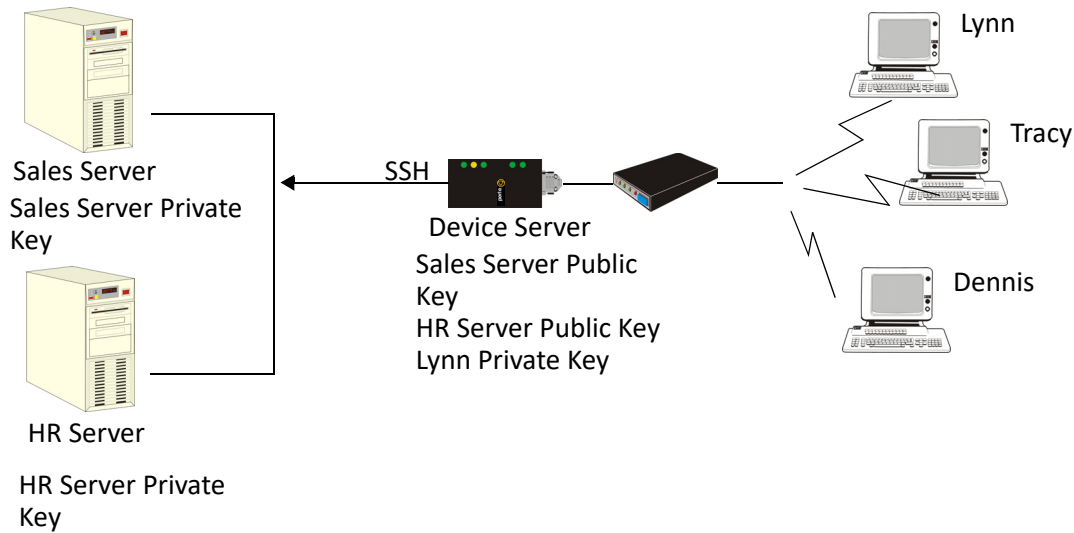 Lynn
Tracy
Dennis
SSH
Sales Server
Sales Server Private
Key
Device Server
Sales Server Public
Key
HR Server Public Key
Lynn Private Key
HR Server
HR Server Private
Key